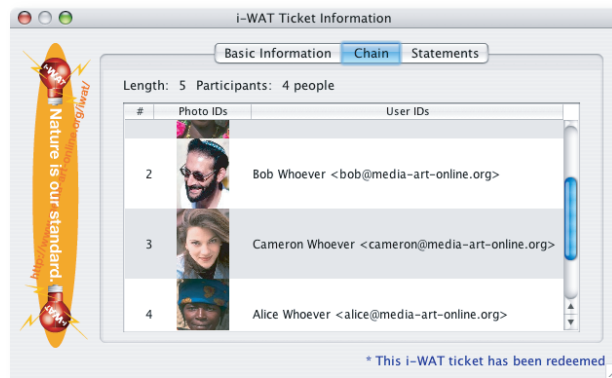 i-WAT Ticket Information
Basic Information Chain Statements
Length: 5 Participants: 4 people
# Photo IDs User IDs
2 Bob Whoever <bob@media-art-online.org>
3 Cameron Whoever <cameron@media-art-online.org>
4 Alice Whoever <alice@media-art-online.org>
* This i-WAT ticket has been redeemed
i-WAT
Nature is our standard.
i-WAT